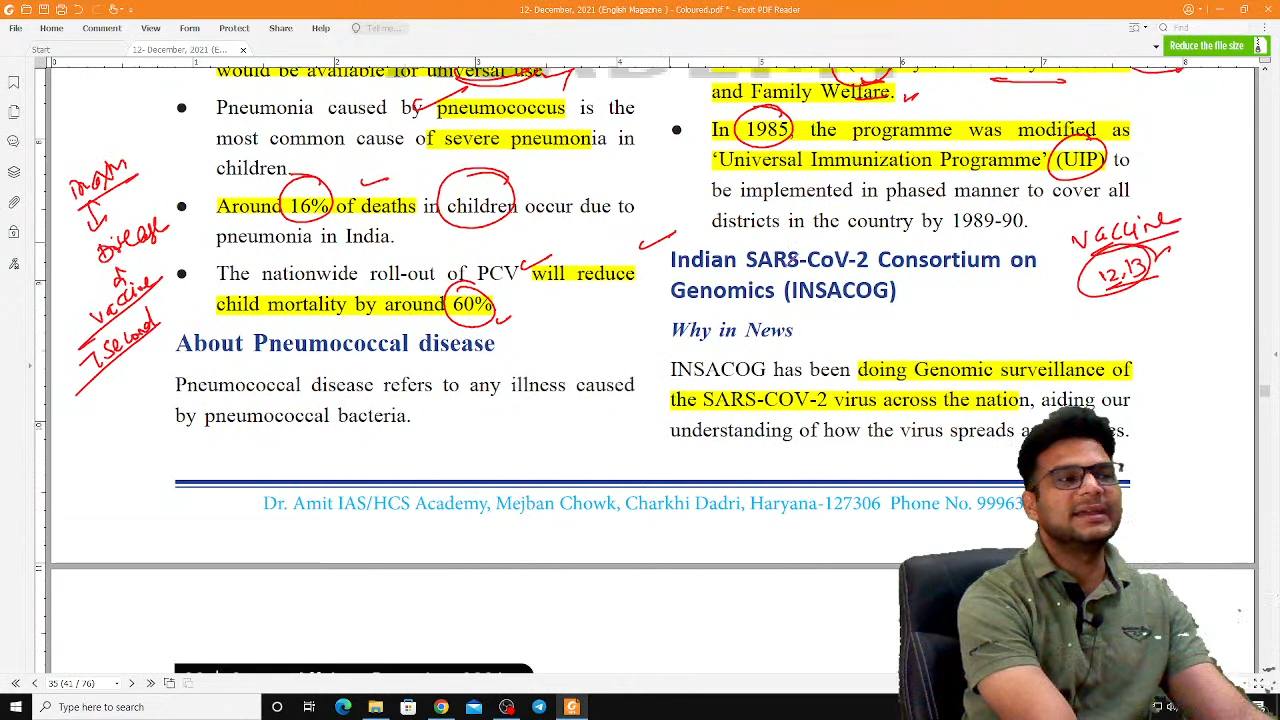 12- December, 2021 (English Magazine ) - Coloured.pdf * - Foxit PDF Reader
File Home Comment View Form Protect Share Help Tell me... Find
Start 12- December, 2021 (E... Reduce the file size
would be available for universal use.
● Pneumonia caused by pneumococcus is the
most common cause of severe pneumonia in
children.
● Around 16% of deaths in children occur due to
pneumonia in India.
● The nationwide roll-out of PCV will reduce
child mortality by around 60%.
About Pneumococcal disease
Pneumococcal disease refers to any illness caused
by pneumococcal bacteria.
Disease
vaccine
and Family Welfare.
● In 1985, the programme was modified as
‘Universal Immunization Programme’ (UIP) to
be implemented in phased manner to cover all
districts in the country by 1989-90.
vaccine
12, 13
Indian SARS-CoV-2 Consortium on
Genomics (INSACOG)
Why in News
INSACOG has been doing Genomic surveillance of
the SARS-COV-2 virus across the nation, aiding our
understanding of how the virus spreads
Dr. Amit IAS/HCS Academy, Mejban Chowk, Charkhi Dadri, Haryana-127306 Phone No. 99963
35 (41 / 76)
Type here to search